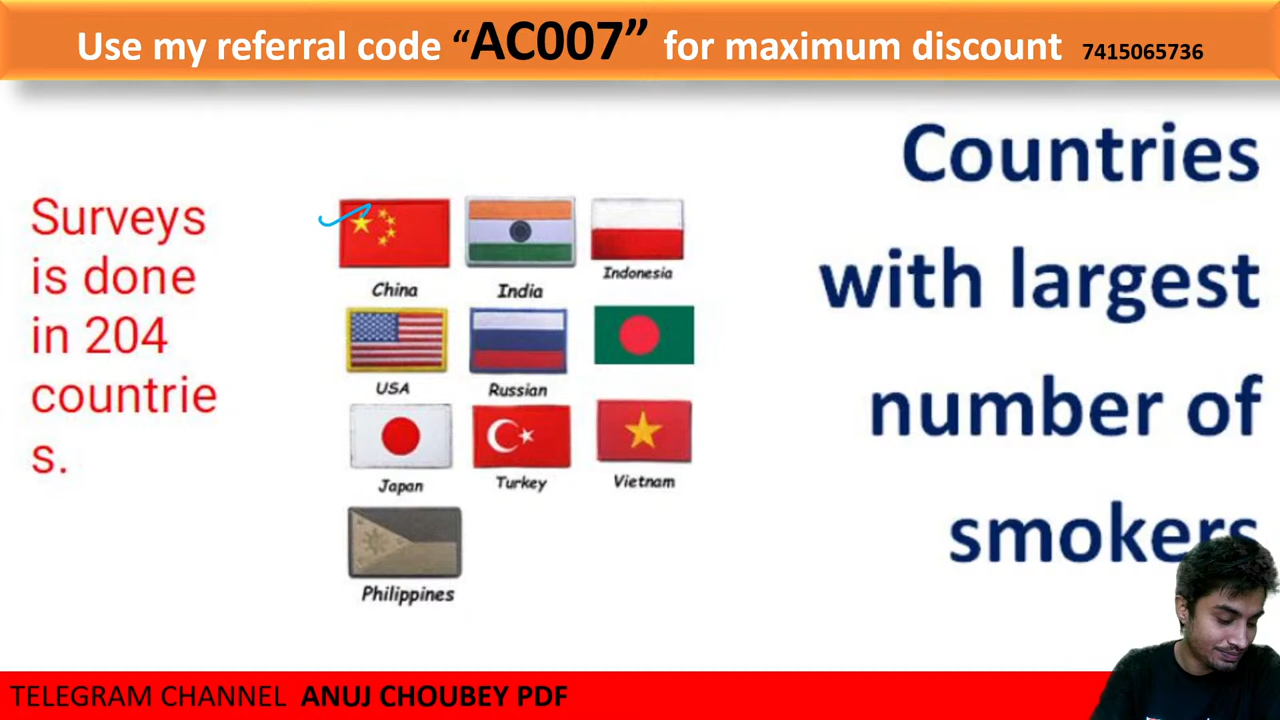 Use my referral code “AC007” for maximum discount 7415065736
Countries
with largest
number of
smokers
Surveys
is done
in 204
countrie
s.
China
India
Indonesia
USA
Russian
Japan
Turkey
Vietnam
Philippines
TELEGRAM CHANNEL ANUJ CHOUBEY PDF